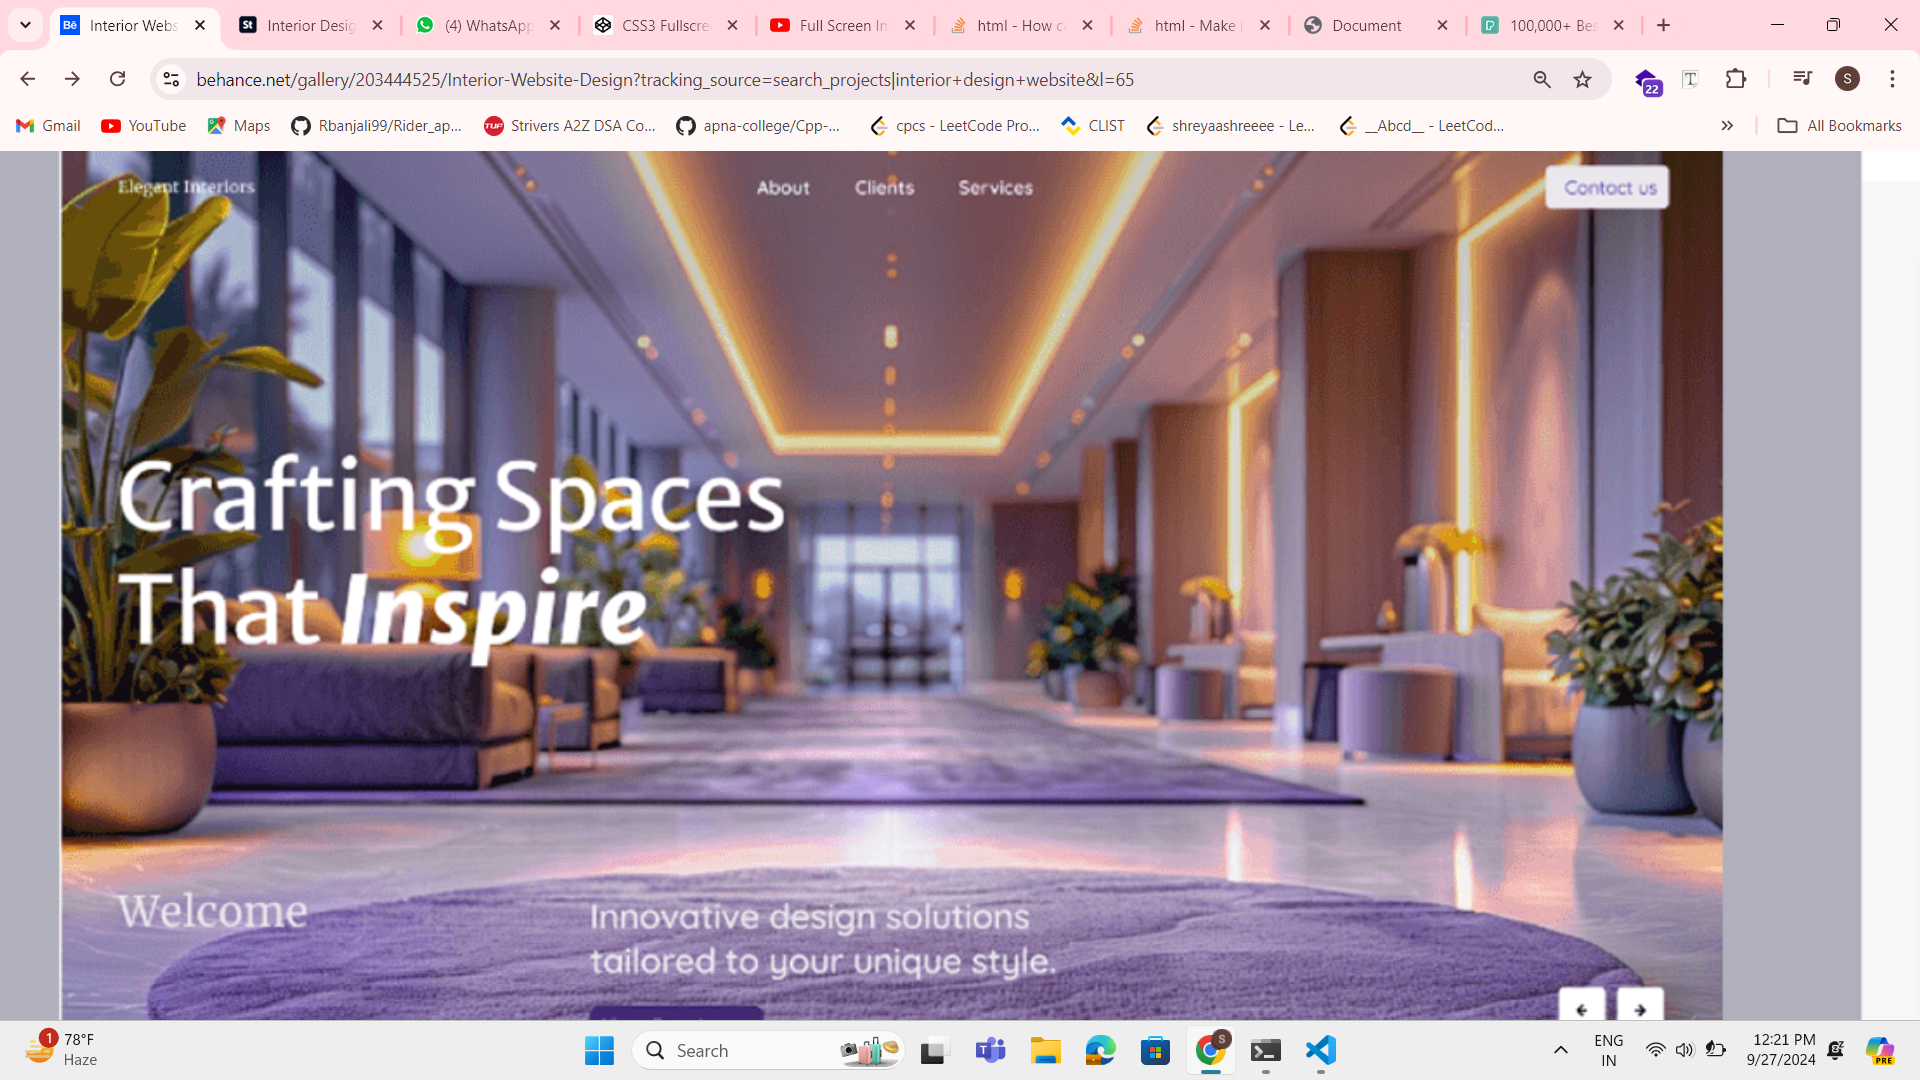 Interior Webs
Interior Desig
(4) WhatsApp
CSS3 Fullscre
Full Screen Im
html - How ca
html - Make i
Document
100,000+ Bes
behance.net/gallery/203444525/Interior-Website-Design?tracking_source=search_projects|interior+design+website&l=65
22
S
Gmail
YouTube
Maps
Rbanjali99/Rider_ap...
Strivers A2Z DSA Co...
apna-college/Cpp-...
cpcs - LeetCode Pro...
CLIST
shreyaashreeee - Le...
__Abcd__ - LeetCod...
All Bookmarks
Elegant Interiors
About
Clients
Services
Contact us
Crafting Spaces
That Inspire
Welcome
Innovative design solutions
tailored to your unique style.
1
78°F
Haze
Search
S
ENG
IN
12:21 PM
9/27/2024
PRE